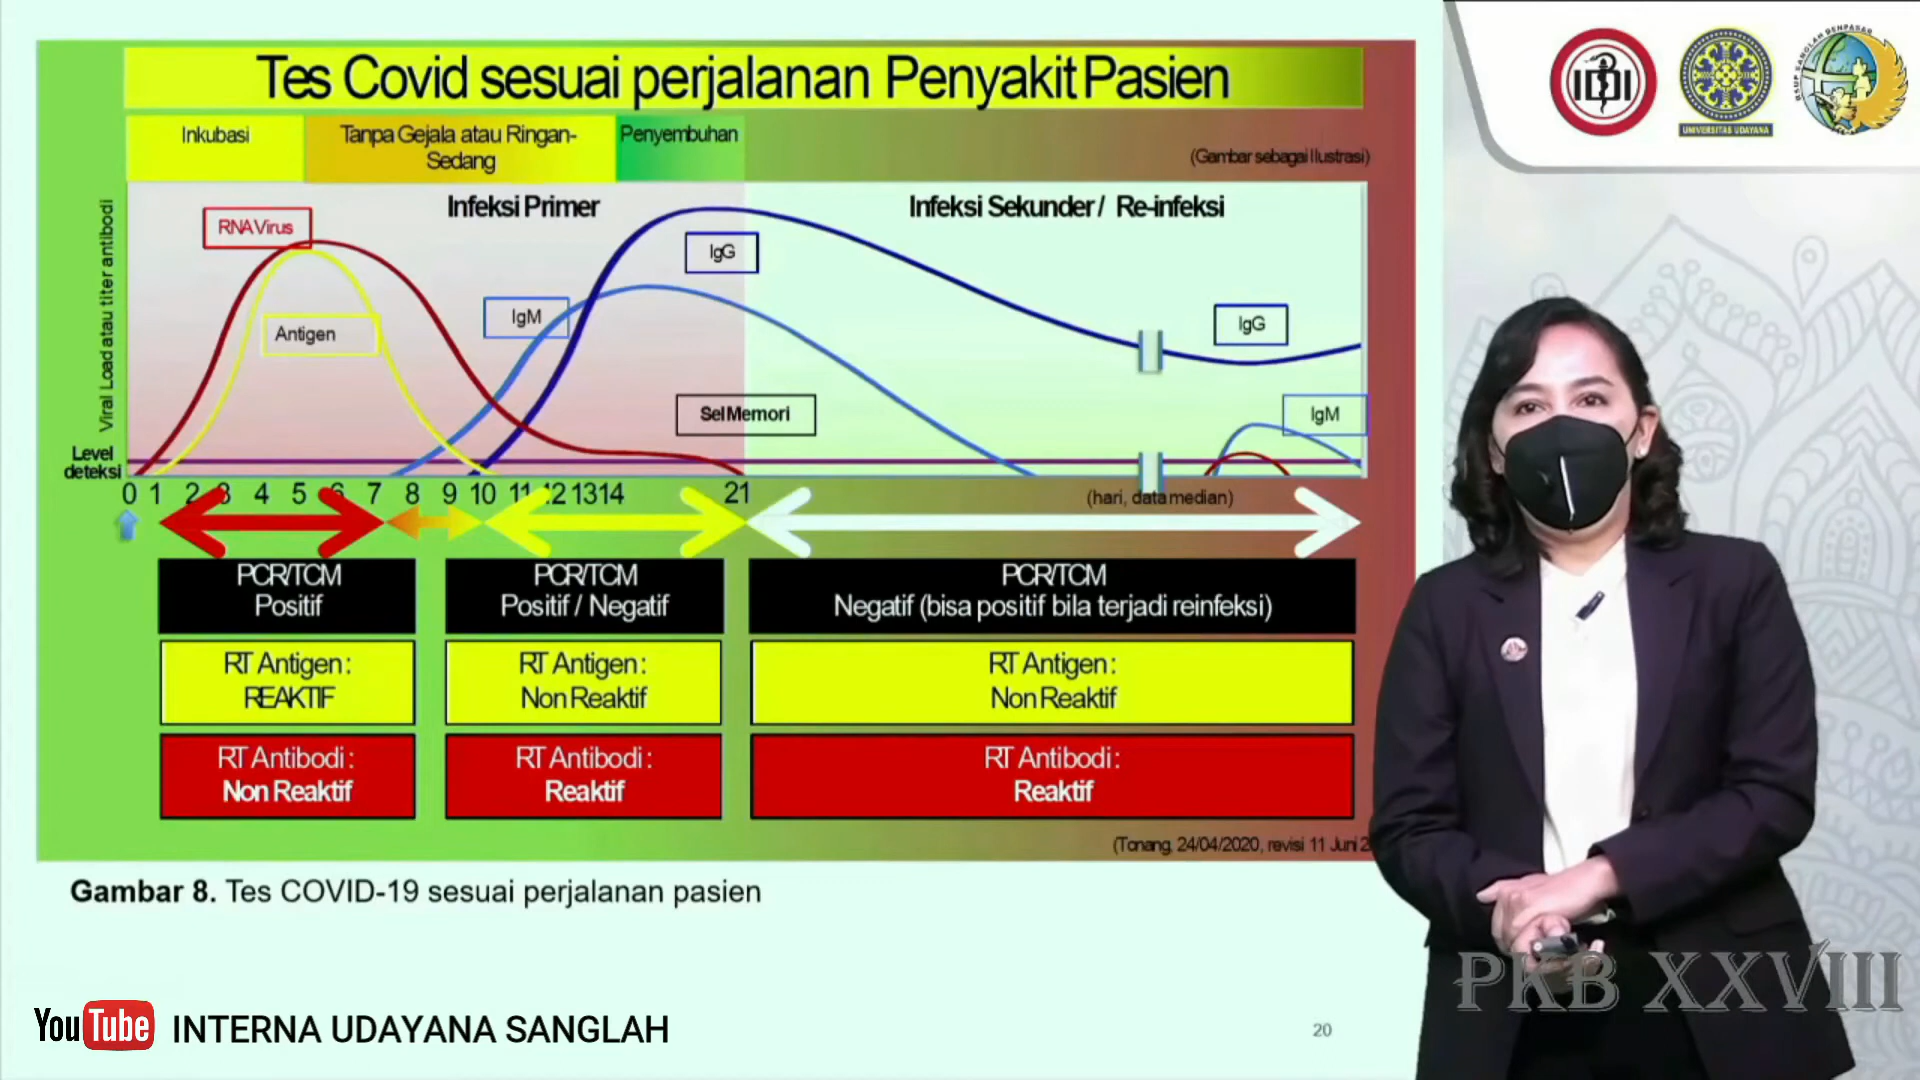 Tes Covid sesuai perjalanan Penyakit Pasien
Inkubasi
Tanpa Gejala atau Ringan-
Sedang
Penyembuhan
(Gambar sebagai Ilustrasi)
Viral Load atau titer antibodi
Infeksi Primer
Infeksi Sekunder / Re-infeksi
RNA Virus
IgG
Antigen
IgM
IgG
Sel Memori
IgM
Level
deteksi
0 1 2 3 4 5 6 7 8 9 10 11 12 13 14 21
(hari, data median)
PCR/TCM
Positif
PCR/TCM
Positif / Negatif
PCR/TCM
Negatif (bisa positif bila terjadi reinfeksi)
RT Antigen :
REAKTIF
RT Antigen :
Non Reaktif
RT Antigen :
Non Reaktif
RT Antibodi :
Non Reaktif
RT Antibodi :
Reaktif
RT Antibodi :
Reaktif
(Tonang, 24/04/2020, revisi 11 Juni 2
Gambar 8. Tes COVID-19 sesuai perjalanan pasien
YouTube INTERNA UDAYANA SANGLAH
20
IDI
UNIVERSITAS UDAYANA
RSUP SANGLAH DENPASAR
PKB XXVIII